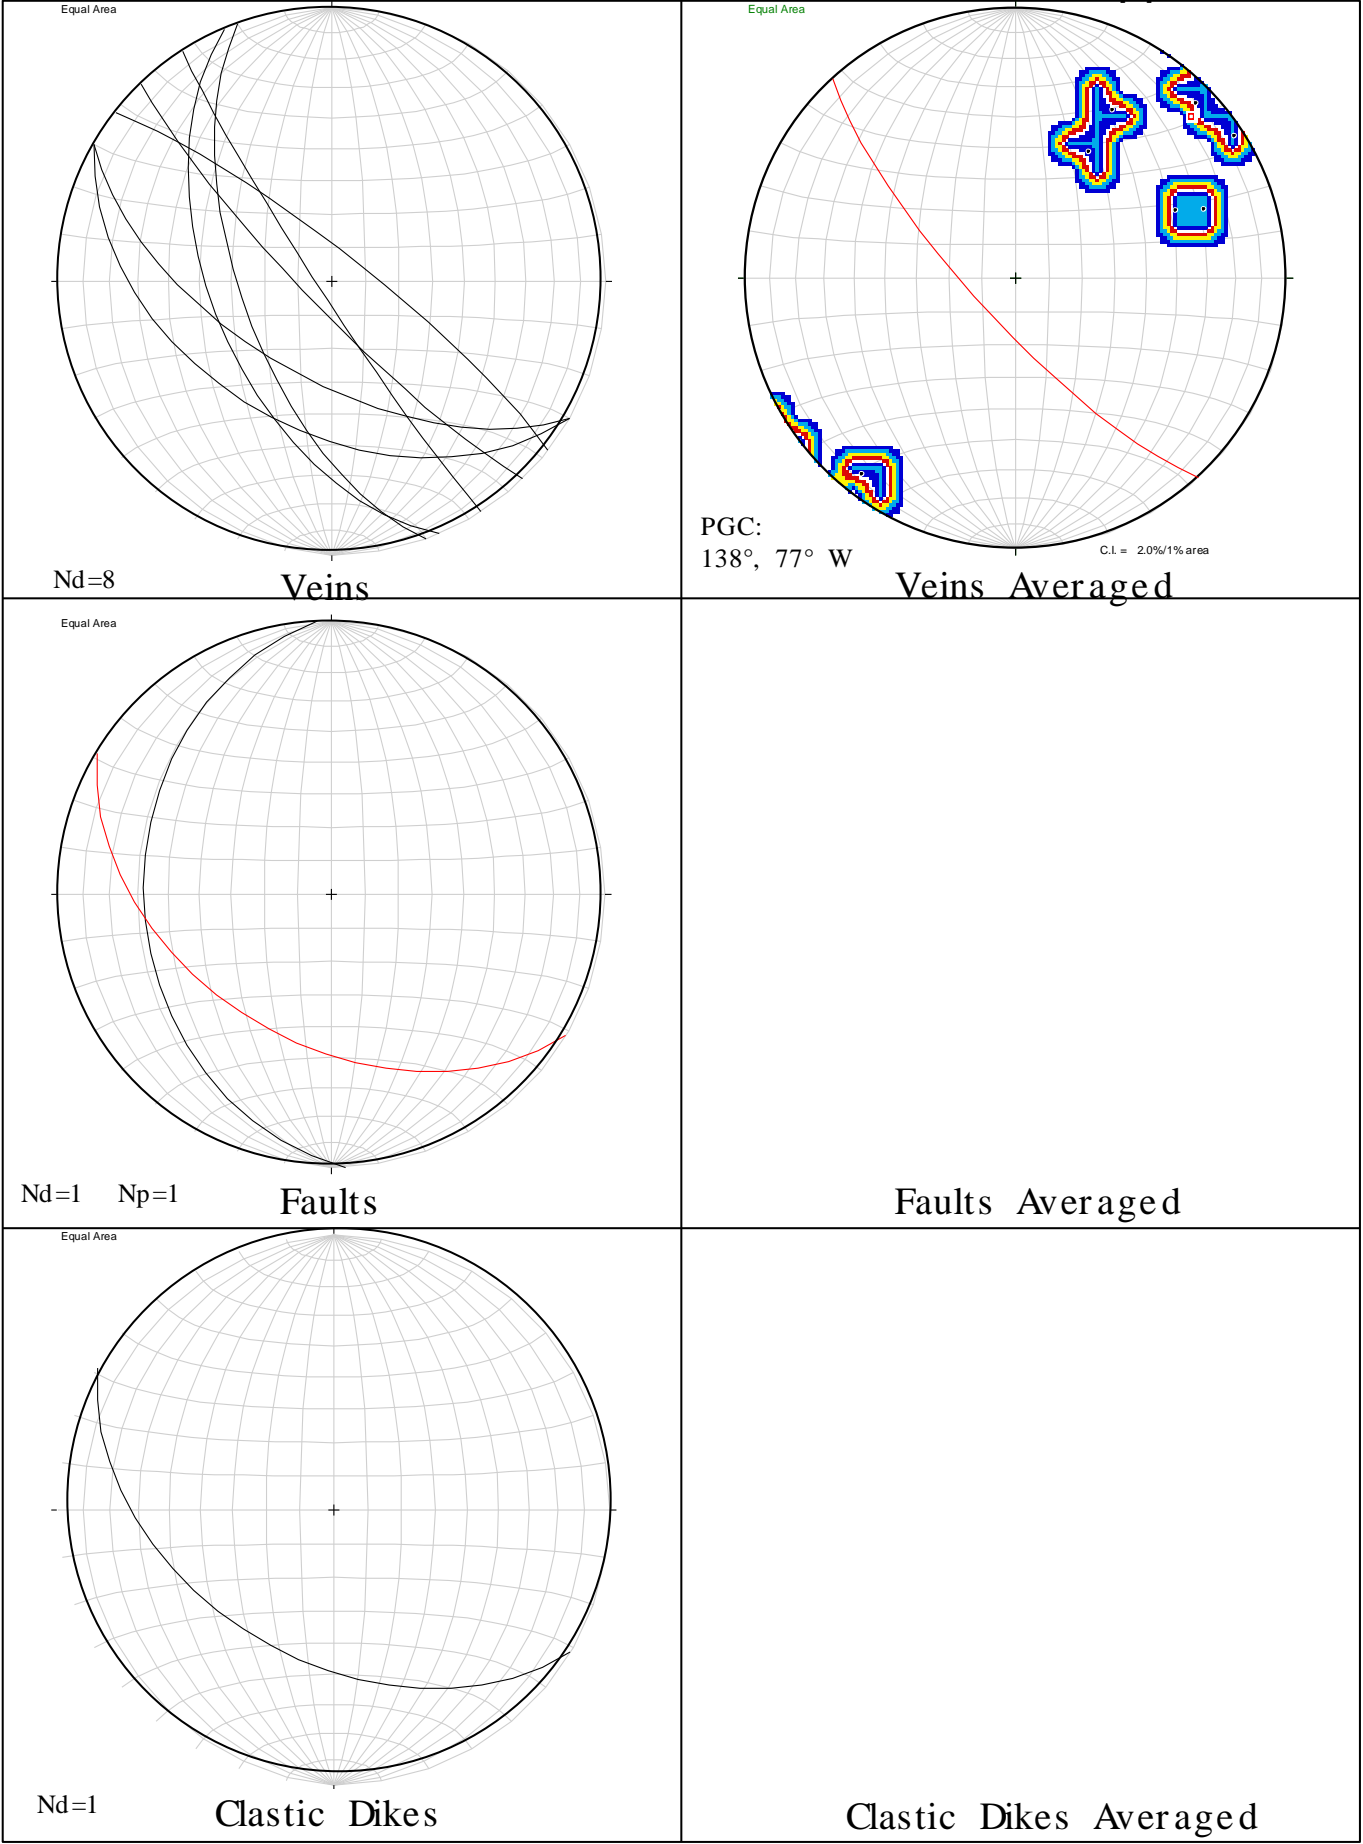 Equal Area
Nd=8
Veins
Equal Area
PGC:
138°, 77° W
C.I. = 2.0%/1% area
Veins Averaged
Equal Area
Nd=1 Np=1
Faults
Faults Averaged
Equal Area
Nd=1
Clastic Dikes
Clastic Dikes Averaged